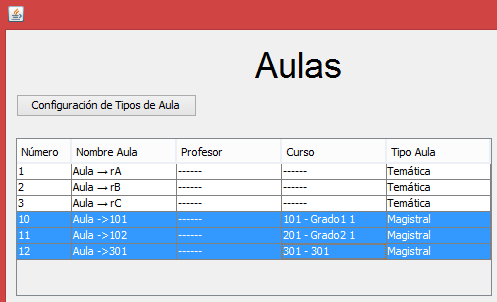 Aulas
Configuración de Tipos de Aula
Número Nombre Aula Profesor Curso Tipo Aula
1 Aula → rA ------ ------ Temática
2 Aula → rB ------ ------ Temática
3 Aula → rC ------ ------ Temática
10 Aula ->101 ------ 101 - Grado1 1 Magistral
11 Aula ->102 ------ 201 - Grado2 1 Magistral
12 Aula ->301 ------ 301 - 301 Magistral